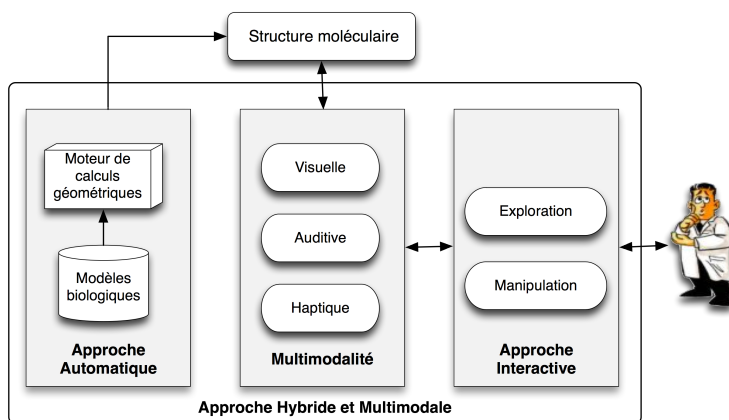 Structure moléculaire
Moteur de
calculs
géométriques
Modèles
biologiques
Approche
Automatique
Visuelle
Auditive
Haptique
Multimodalité
Exploration
Manipulation
Approche
Interactive
Approche Hybride et Multimodale